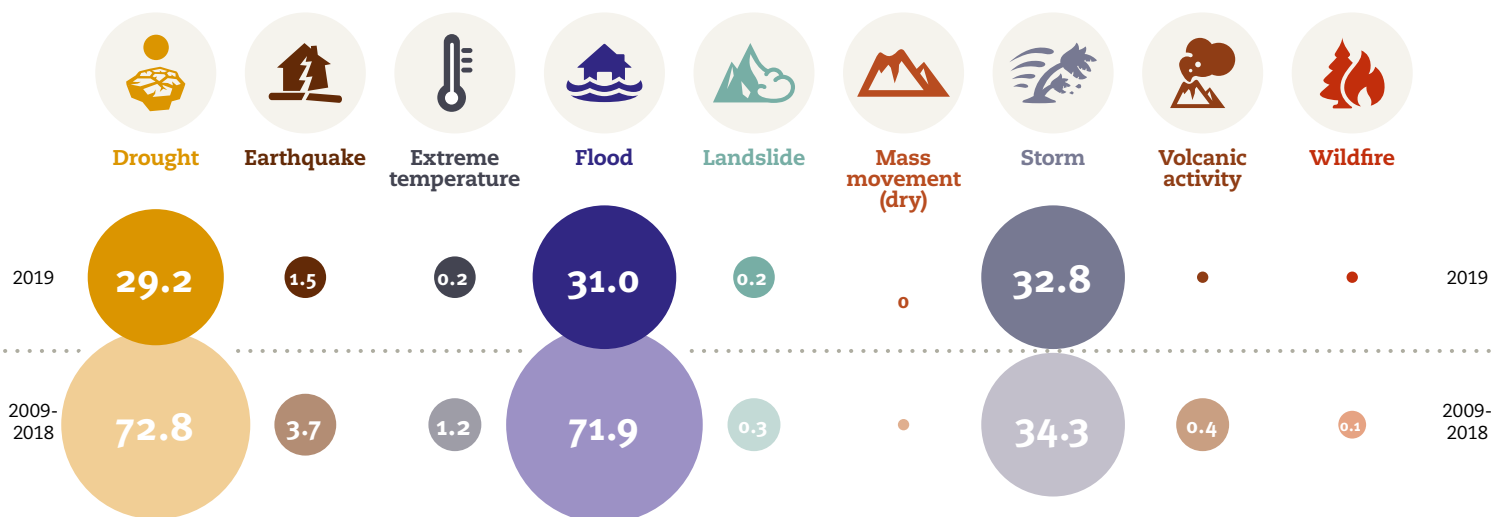 Drought
Earthquake
Extreme
temperature
Flood
Landslide
Mass
movement
(dry)
Storm
Volcanic
activity
Wildfire
2019
29.2
1.5
0.2
31.0
0.2
0
32.8
2019
2009-
2018
72.8
3.7
1.2
71.9
0.3
34.3
0.4
0.1
2009-
2018